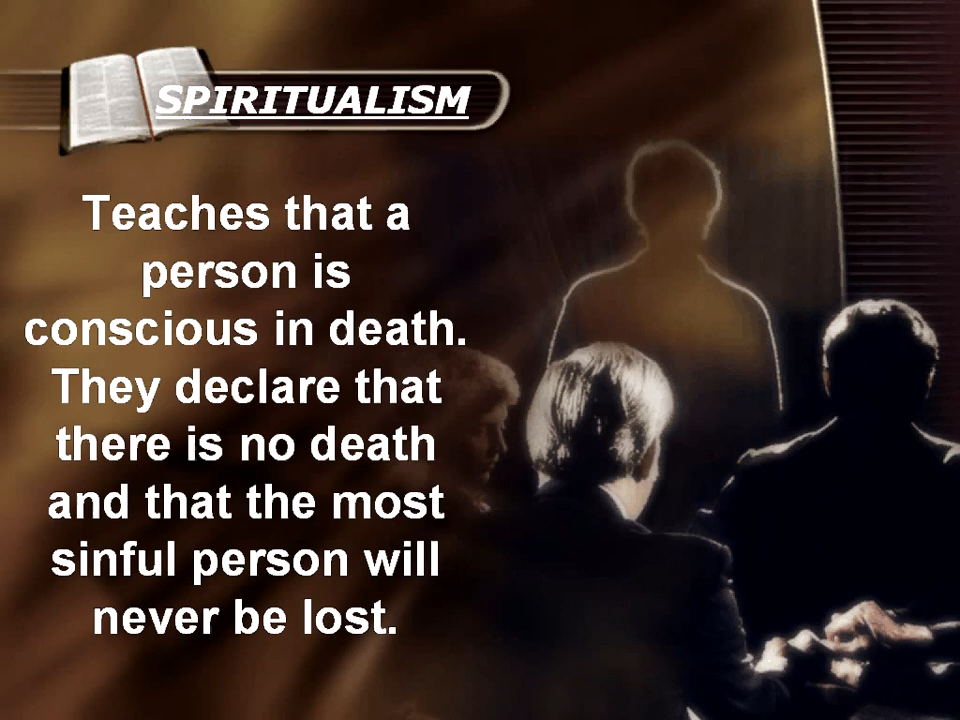 SPIRITUALISM
Teaches that a
person is
conscious in death.
They declare that
there is no death
and that the most
sinful person will
never be lost.